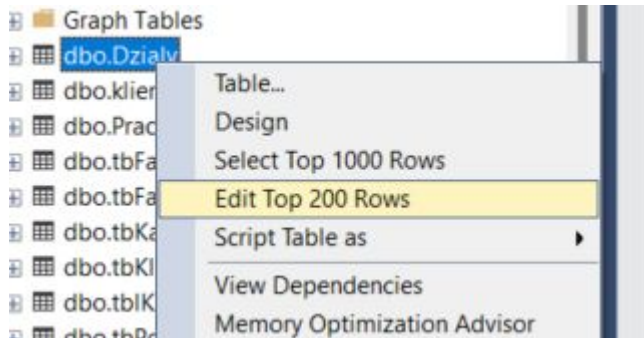 Graph Tables
dbo.Dzialy
dbo.klien
dbo.Prac
dbo.tbFa
dbo.tbFa
dbo.tbKa
dbo.tbKl
dbo.tblK
Table...
Design
Select Top 1000 Rows
Edit Top 200 Rows
Script Table as
View Dependencies
Memory Optimization Advisor